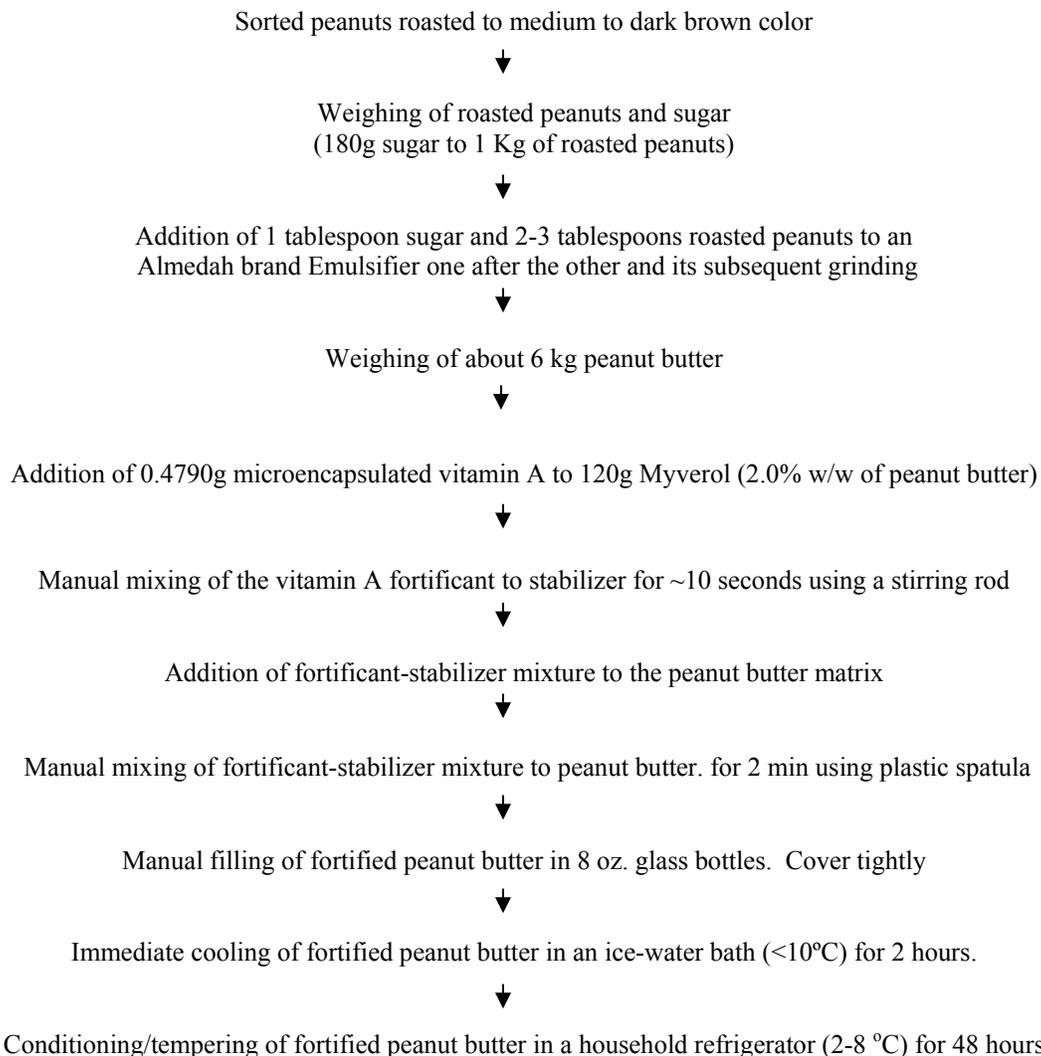 Sorted peanuts roasted to medium to dark brown color
Weighing of roasted peanuts and sugar
(180g sugar to 1 Kg of roasted peanuts)
Addition of 1 tablespoon sugar and 2-3 tablespoons roasted peanuts to an
Almedah brand Emulsifier one after the other and its subsequent grinding
Weighing of about 6 kg peanut butter
Addition of 0.4790g microencapsulated vitamin A to 120g Myverol (2.0% w/w of peanut butter)
Manual mixing of the vitamin A fortificant to stabilizer for ~10 seconds using a stirring rod
Addition of fortificant-stabilizer mixture to the peanut butter matrix
Manual mixing of fortificant-stabilizer mixture to peanut butter. for 2 min using plastic spatula
Manual filling of fortified peanut butter in 8 oz. glass bottles.  Cover tightly
Immediate cooling of fortified peanut butter in an ice-water bath (<10ºC) for 2 hours.
Conditioning/tempering of fortified peanut butter in a household refrigerator (2-8 °C) for 48 hours